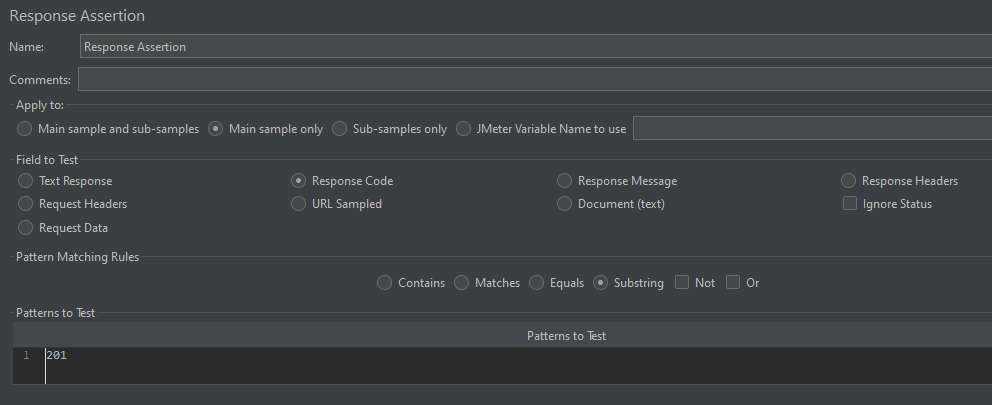 Response Assertion
Name: Response Assertion
Comments:
Apply to:
Main sample and sub-samples Main sample only Sub-samples only JMeter Variable Name to use
Field to Test
Text Response Response Code Response Message Response Headers
Request Headers URL Sampled Document (text) Ignore Status
Request Data
Pattern Matching Rules
Contains Matches Equals Substring Not Or
Patterns to Test
Patterns to Test
1 201